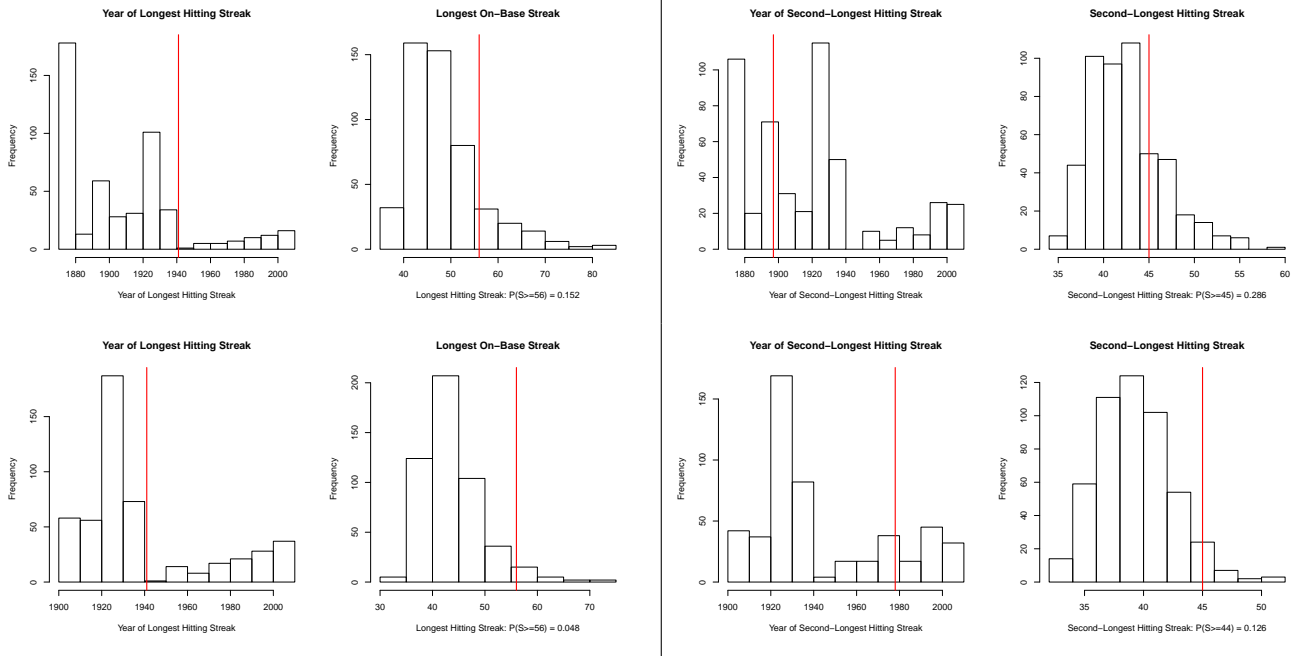 Year of Longest Hitting Streak
Frequency
0 50 100 150
1880 1900 1920 1940 1960 1980 2000
Year of Longest Hitting Streak
Longest On−Base Streak
Frequency
0 50 100 150
40 50 60 70 80
Longest Hitting Streak: P(S>=56) = 0.152
Year of Second−Longest Hitting Streak
Frequency
0 20 40 60 80 100
1880 1900 1920 1940 1960 1980 2000
Year of Second−Longest Hitting Streak
Second−Longest Hitting Streak
Frequency
0 20 40 60 80 100
35 40 45 50 55 60
Second−Longest Hitting Streak: P(S>=45) = 0.286
Year of Longest Hitting Streak
Frequency
0 50 100 150
1900 1920 1940 1960 1980 2000
Year of Longest Hitting Streak
Longest On−Base Streak
Frequency
0 50 100 150 200
30 40 50 60 70
Longest Hitting Streak: P(S>=56) = 0.048
Year of Second−Longest Hitting Streak
Frequency
0 50 100 150
1900 1920 1940 1960 1980 2000
Year of Second−Longest Hitting Streak
Second−Longest Hitting Streak
Frequency
0 20 40 60 80 100 120
35 40 45 50
Second−Longest Hitting Streak: P(S>=44) = 0.126